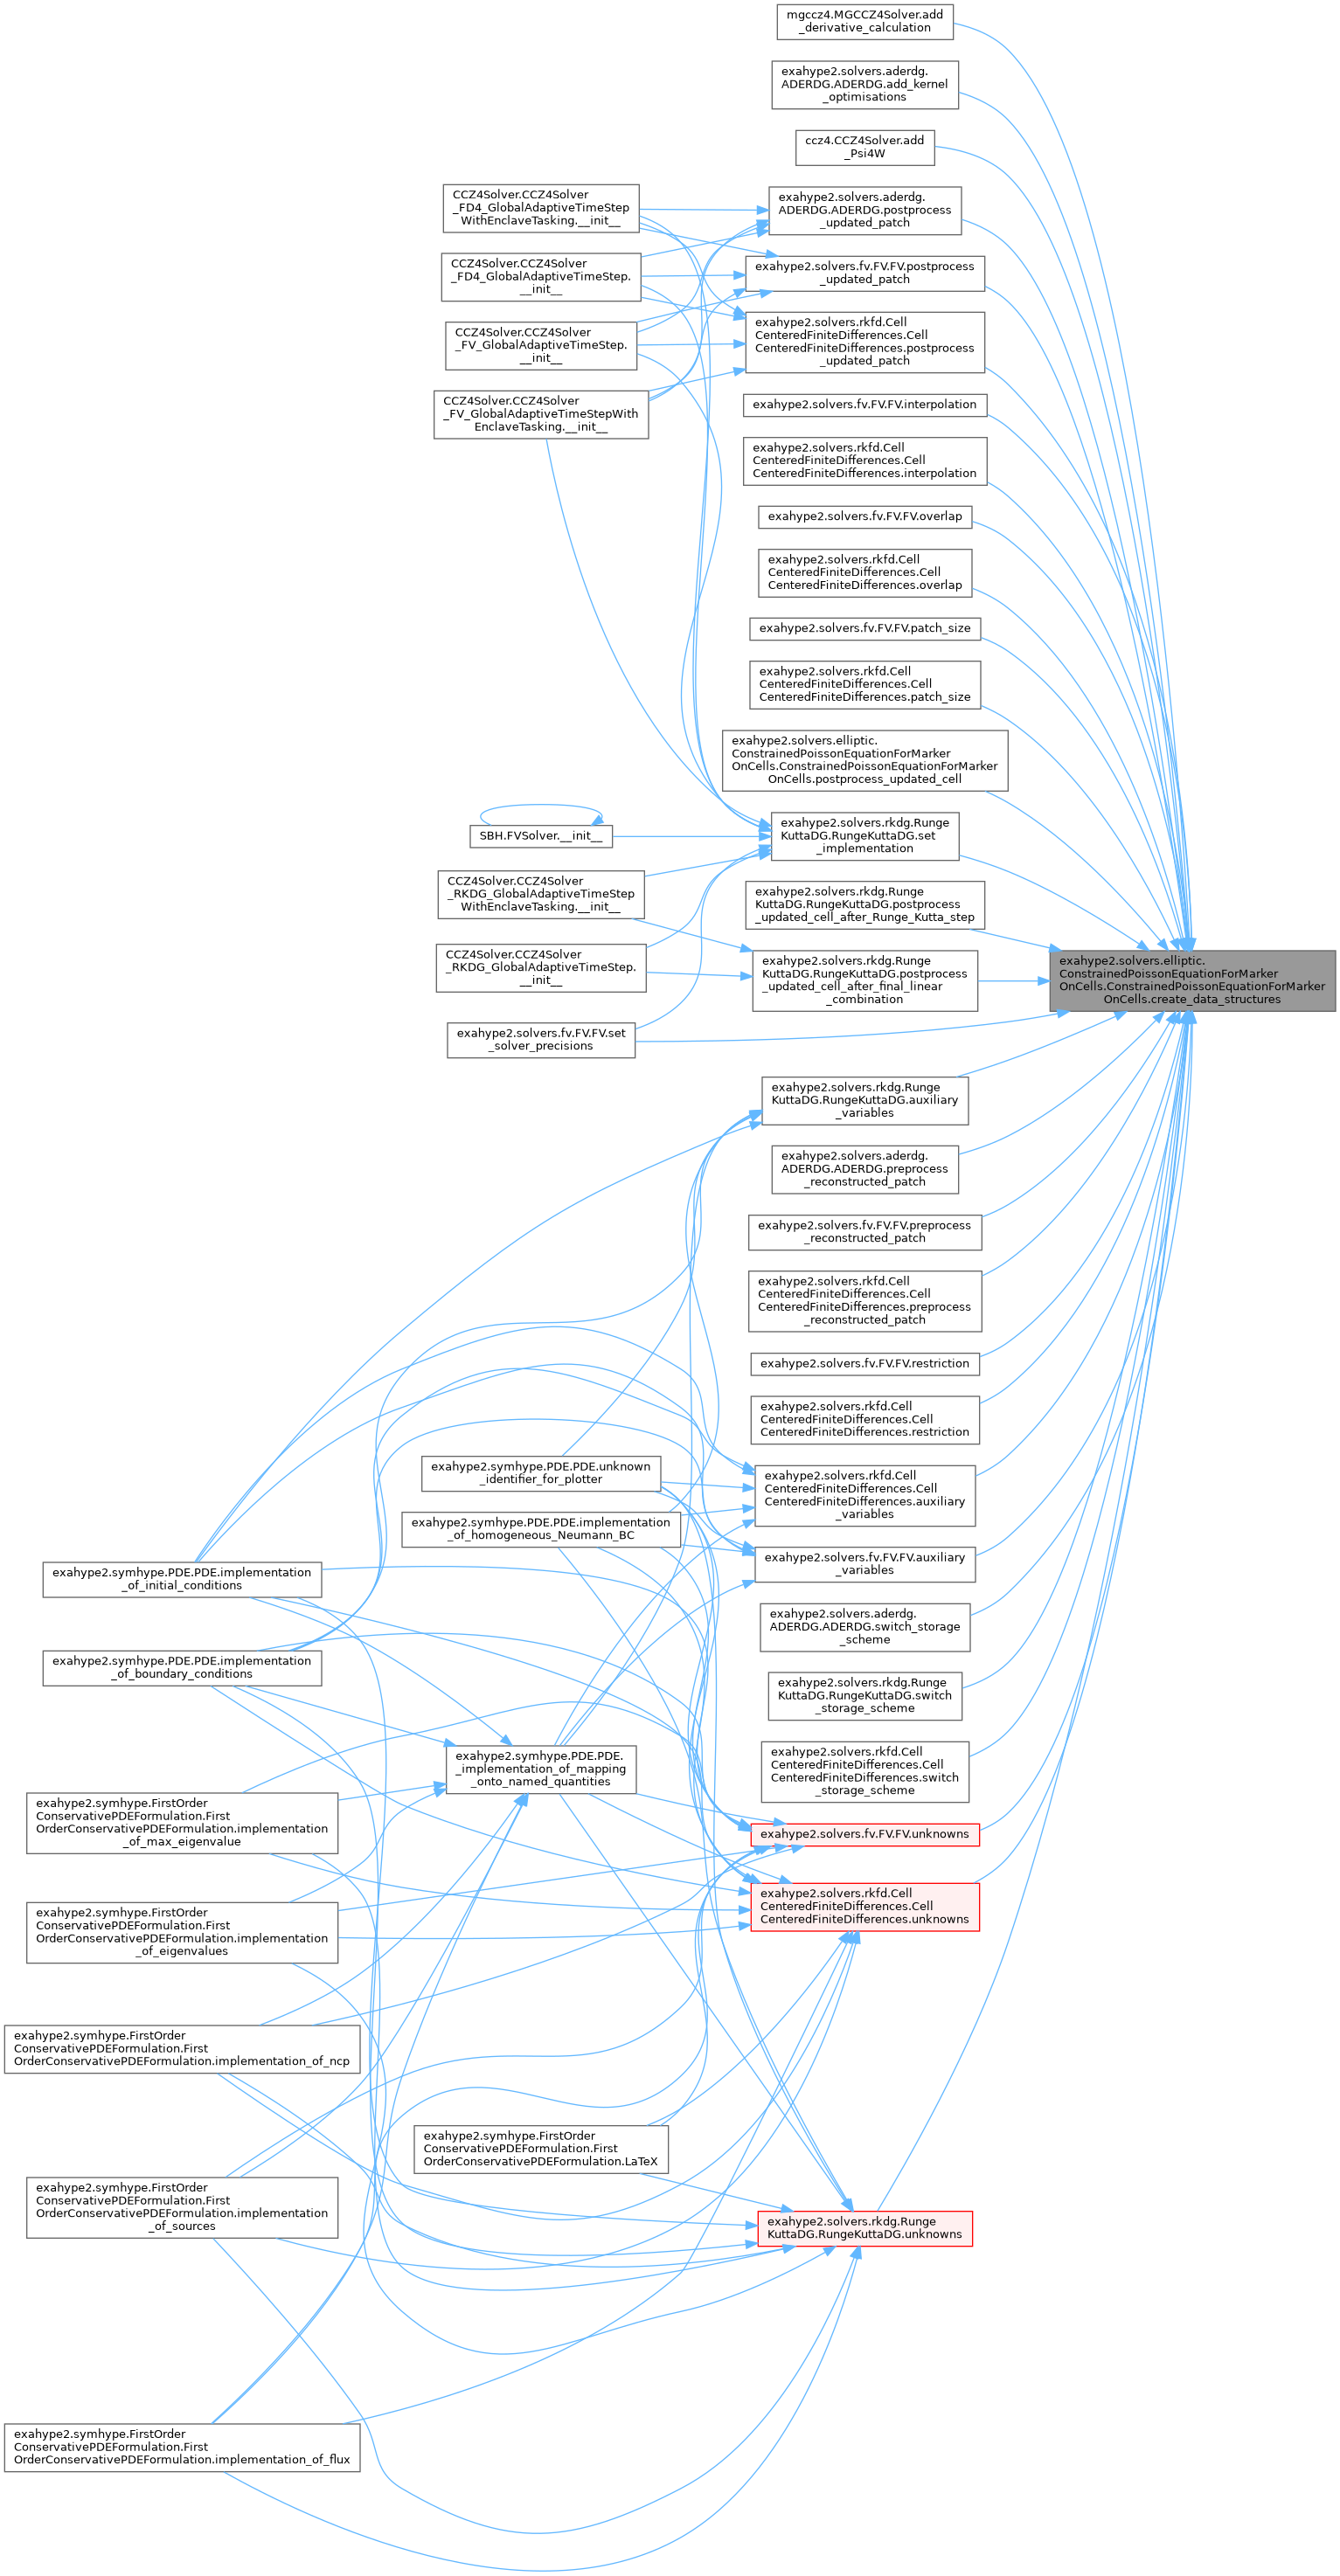 mgccz4.MGCCZ4Solver.add
_derivative_calculation
exahype2.solvers.aderdg.
ADERDG.ADERDG.add_kernel
_optimisations
ccz4.CCZ4Solver.add
_Psi4W
CCZ4Solver.CCZ4Solver
_FD4_GlobalAdaptiveTimeStep
WithEnclaveTasking.__init__
exahype2.solvers.aderdg.
ADERDG.ADERDG.postprocess
_updated_patch
CCZ4Solver.CCZ4Solver
_FD4_GlobalAdaptiveTimeStep.
__init__
exahype2.solvers.fv.FV.FV.postprocess
_updated_patch
CCZ4Solver.CCZ4Solver
_FV_GlobalAdaptiveTimeStep.
__init__
exahype2.solvers.rkfd.Cell
CenteredFiniteDifferences.Cell
CenteredFiniteDifferences.postprocess
_updated_patch
CCZ4Solver.CCZ4Solver
_FV_GlobalAdaptiveTimeStepWith
EnclaveTasking.__init__
exahype2.solvers.fv.FV.FV.interpolation
exahype2.solvers.rkfd.Cell
CenteredFiniteDifferences.Cell
CenteredFiniteDifferences.interpolation
exahype2.solvers.fv.FV.FV.overlap
exahype2.solvers.rkfd.Cell
CenteredFiniteDifferences.Cell
CenteredFiniteDifferences.overlap
exahype2.solvers.fv.FV.FV.patch_size
exahype2.solvers.rkfd.Cell
CenteredFiniteDifferences.Cell
CenteredFiniteDifferences.patch_size
exahype2.solvers.elliptic.
ConstrainedPoissonEquationForMarker
OnCells.ConstrainedPoissonEquationForMarker
OnCells.postprocess_updated_cell
SBH.FVSolver.__init__
exahype2.solvers.rkdg.Runge
KuttaDG.RungeKuttaDG.set
_implementation
CCZ4Solver.CCZ4Solver
_RKDG_GlobalAdaptiveTimeStep
WithEnclaveTasking.__init__
exahype2.solvers.rkdg.Runge
KuttaDG.RungeKuttaDG.postprocess
_updated_cell_after_Runge_Kutta_step
CCZ4Solver.CCZ4Solver
_RKDG_GlobalAdaptiveTimeStep.
__init__
exahype2.solvers.rkdg.Runge
KuttaDG.RungeKuttaDG.postprocess
_updated_cell_after_final_linear
_combination
exahype2.solvers.elliptic.
ConstrainedPoissonEquationForMarker
OnCells.ConstrainedPoissonEquationForMarker
OnCells.create_data_structures
exahype2.solvers.fv.FV.FV.set
_solver_precisions
exahype2.solvers.rkdg.Runge
KuttaDG.RungeKuttaDG.auxiliary
_variables
exahype2.solvers.aderdg.
ADERDG.ADERDG.preprocess
_reconstructed_patch
exahype2.solvers.fv.FV.FV.preprocess
_reconstructed_patch
exahype2.solvers.rkfd.Cell
CenteredFiniteDifferences.Cell
CenteredFiniteDifferences.preprocess
_reconstructed_patch
exahype2.solvers.fv.FV.FV.restriction
exahype2.solvers.rkfd.Cell
CenteredFiniteDifferences.Cell
CenteredFiniteDifferences.restriction
exahype2.symhype.PDE.PDE.unknown
_identifier_for_plotter
exahype2.solvers.rkfd.Cell
CenteredFiniteDifferences.Cell
CenteredFiniteDifferences.auxiliary
_variables
exahype2.symhype.PDE.PDE.implementation
_of_homogeneous_Neumann_BC
exahype2.solvers.fv.FV.FV.auxiliary
_variables
exahype2.symhype.PDE.PDE.implementation
_of_initial_conditions
exahype2.solvers.aderdg.
ADERDG.ADERDG.switch_storage
_scheme
exahype2.symhype.PDE.PDE.implementation
_of_boundary_conditions
exahype2.solvers.rkdg.Runge
KuttaDG.RungeKuttaDG.switch
_storage_scheme
exahype2.symhype.PDE.PDE.
_implementation_of_mapping
_onto_named_quantities
exahype2.solvers.rkfd.Cell
CenteredFiniteDifferences.Cell
CenteredFiniteDifferences.switch
_storage_scheme
exahype2.symhype.FirstOrder
ConservativePDEFormulation.First
OrderConservativePDEFormulation.implementation
_of_max_eigenvalue
exahype2.solvers.fv.FV.FV.unknowns
exahype2.solvers.rkfd.Cell
CenteredFiniteDifferences.Cell
CenteredFiniteDifferences.unknowns
exahype2.symhype.FirstOrder
ConservativePDEFormulation.First
OrderConservativePDEFormulation.implementation
_of_eigenvalues
exahype2.symhype.FirstOrder
ConservativePDEFormulation.First
OrderConservativePDEFormulation.implementation_of_ncp
exahype2.symhype.FirstOrder
ConservativePDEFormulation.First
OrderConservativePDEFormulation.LaTeX
exahype2.symhype.FirstOrder
ConservativePDEFormulation.First
OrderConservativePDEFormulation.implementation
_of_sources
exahype2.solvers.rkdg.Runge
KuttaDG.RungeKuttaDG.unknowns
exahype2.symhype.FirstOrder
ConservativePDEFormulation.First
OrderConservativePDEFormulation.implementation_of_flux